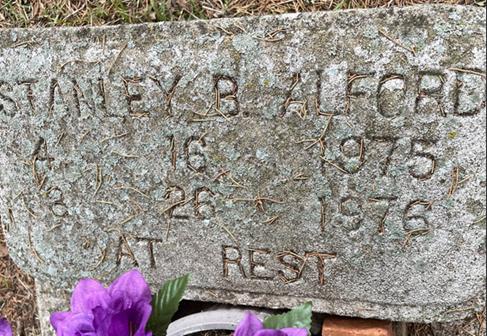 STANLEY B. ALFORD
4 16 1975
8 26 1976
AT REST